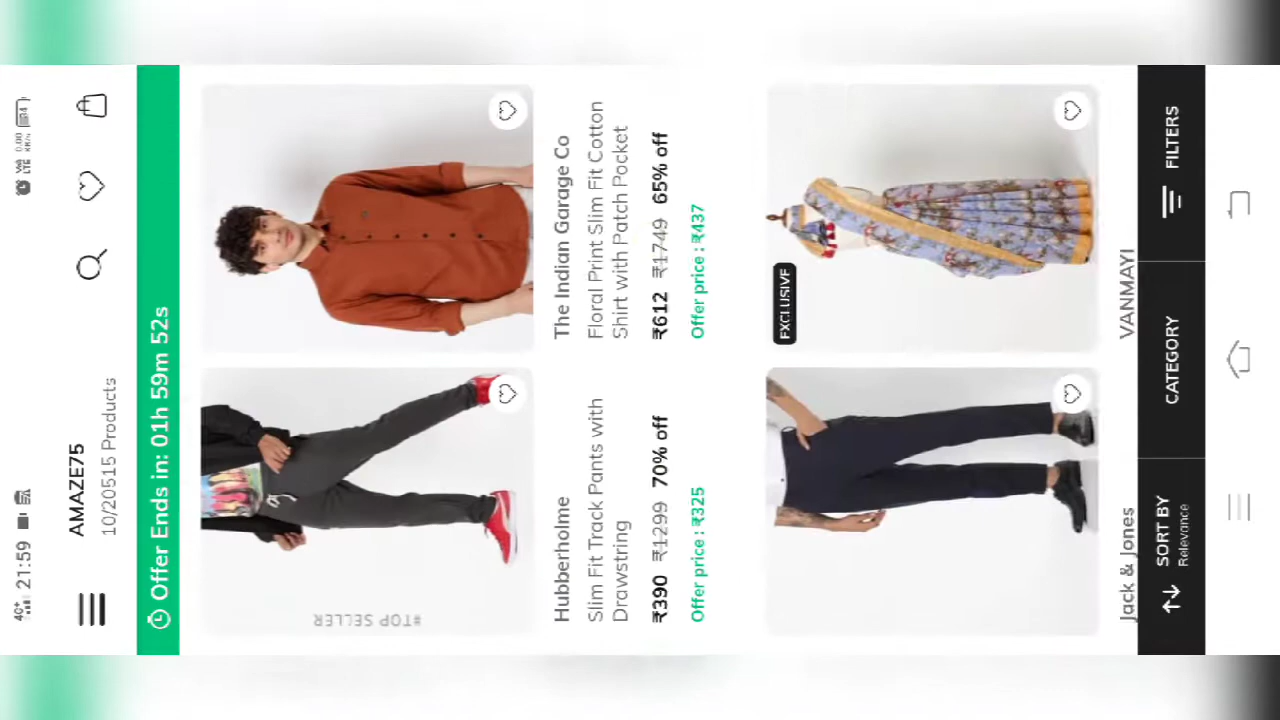 21:59
AMAZE75
10/20515 Products
Offer Ends in: 01h 59m 52s
#TOP SELLER
Hubberholme
Slim Fit Track Pants with
Drawstring
₹390 ₹1299 70% off
Offer price : ₹325
The Indian Garage Co
Floral Print Slim Fit Cotton
Shirt with Patch Pocket
₹612 ₹1749 65% off
Offer price : ₹437
EXCLUSIVE
Jack & Jones
VANMAYI
SORT BY
Relevance
CATEGORY
FILTERS